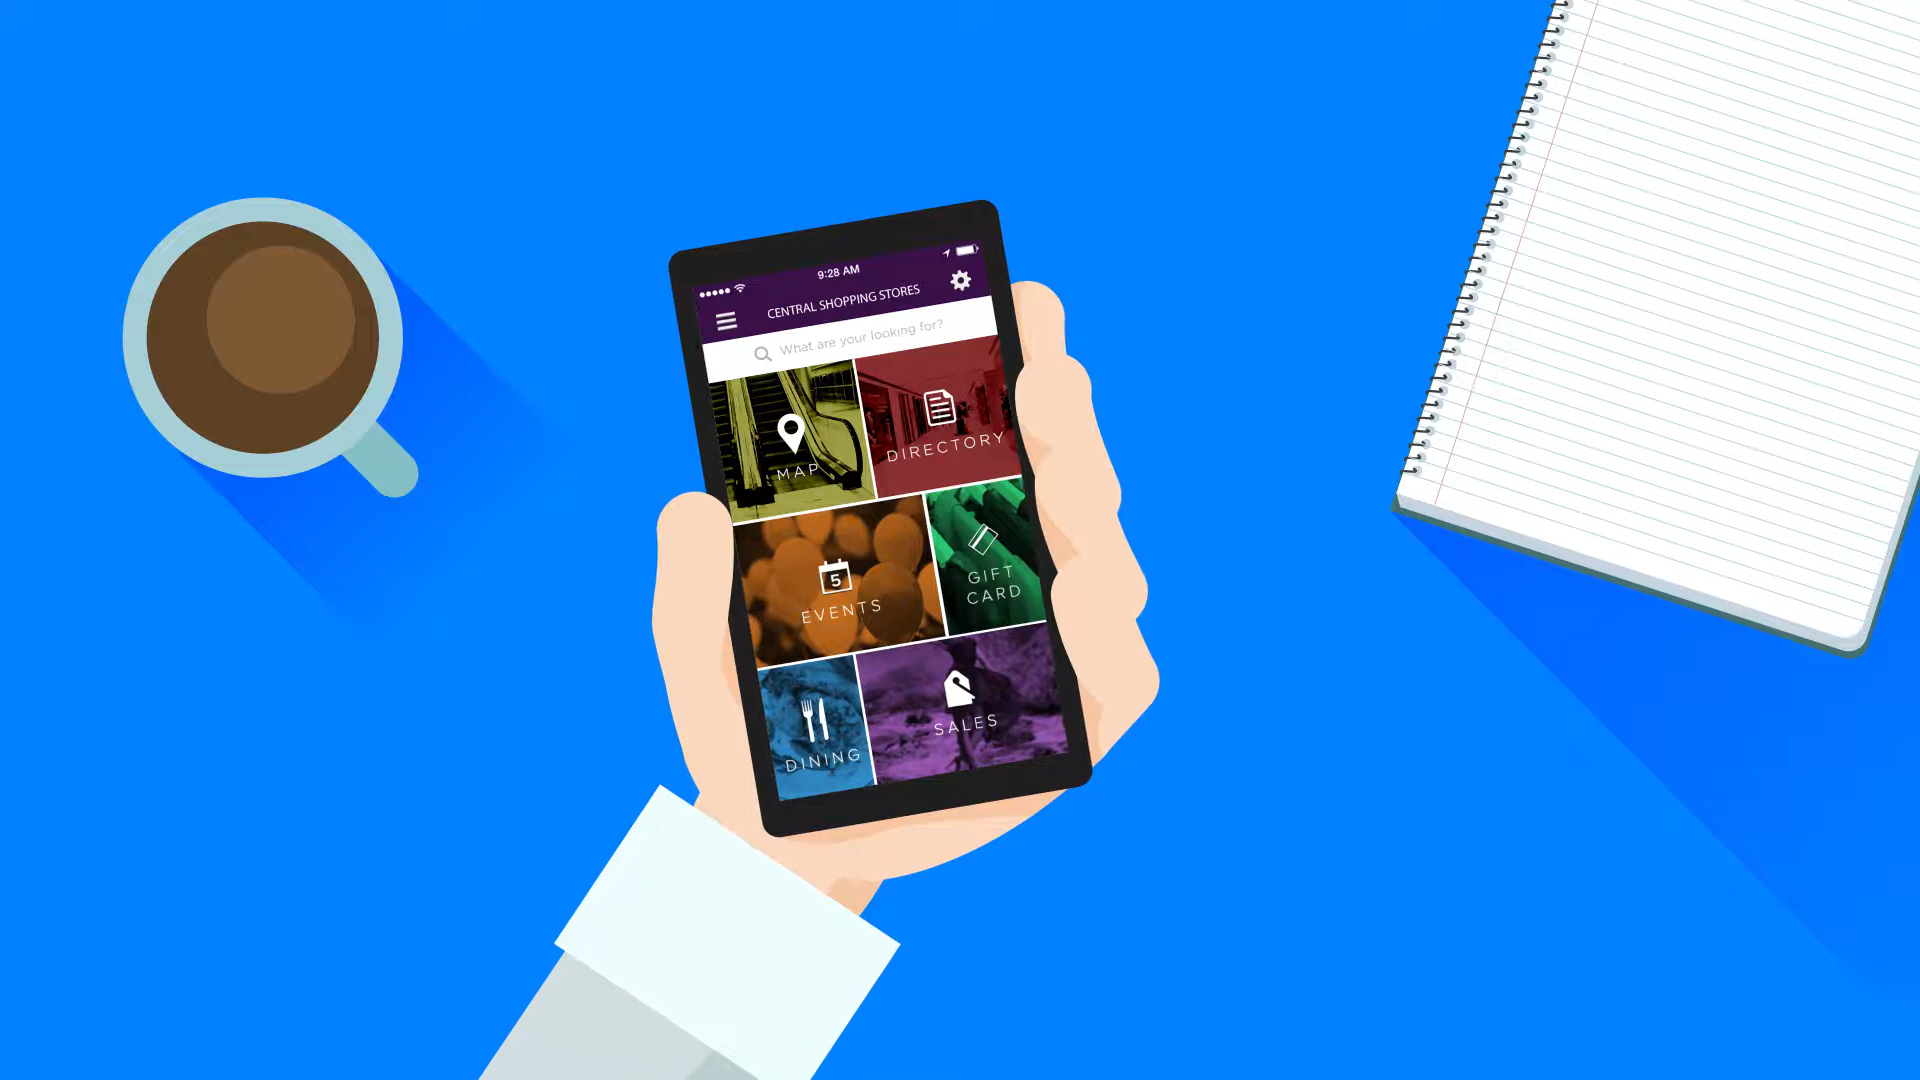 9:28 AM
CENTRAL SHOPPING STORES
What are your looking for?
MAP
DIRECTORY
5
EVENTS
GIFT
CARD
DINING
SALES